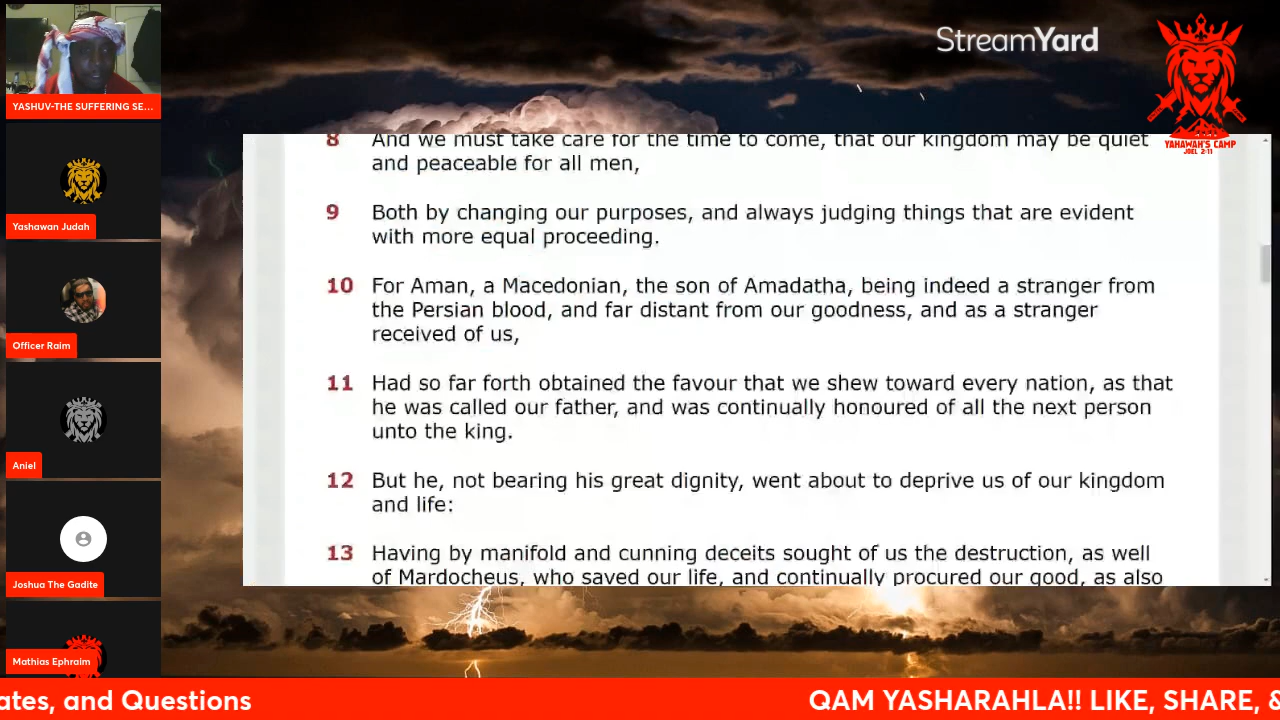 YASHUV-THE SUFFERING SE...
Yashawan Judah
Officer Raim
Aniel
Joshua The Gadite
Mathias Ephraim
StreamYard
YAHAWAH'S CAMP
JOEL 2:11
8 And we must take care for the time to come, that our kingdom may be quiet
and peaceable for all men,
9 Both by changing our purposes, and always judging things that are evident
with more equal proceeding.
10 For Aman, a Macedonian, the son of Amadatha, being indeed a stranger from
the Persian blood, and far distant from our goodness, and as a stranger
received of us,
11 Had so far forth obtained the favour that we shew toward every nation, as that
he was called our father, and was continually honoured of all the next person
unto the king.
12 But he, not bearing his great dignity, went about to deprive us of our kingdom
and life:
13 Having by manifold and cunning deceits sought of us the destruction, as well
of Mardocheus, who saved our life, and continually procured our good, as also
ates, and Questions
QAM YASHARAHLA!! LIKE, SHARE, &